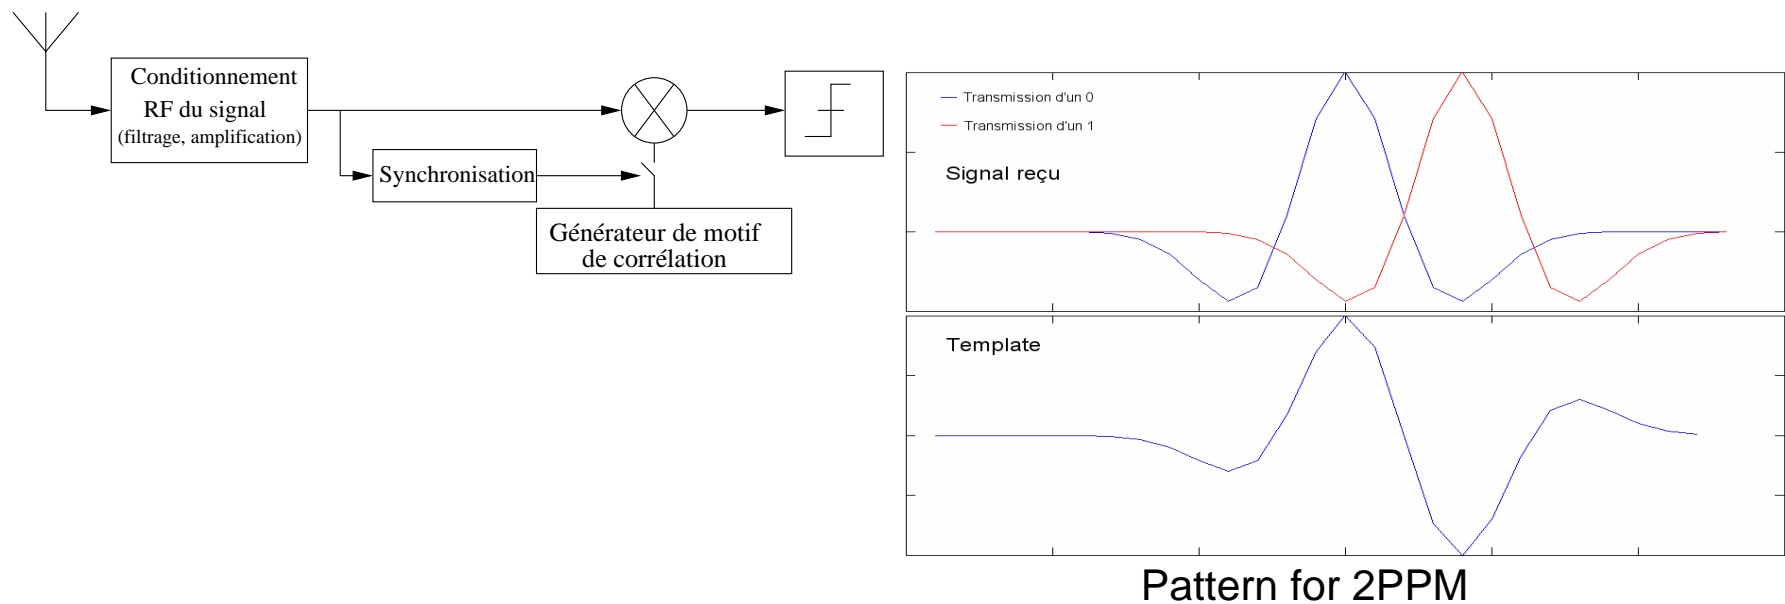 Conditionnement
RF du signal
(filtrage, amplification)
Synchronisation
Générateur de motif
de corrélation
Transmission d'un 0
Transmission d'un 1
Signal reçu
Template
Pattern for 2PPM